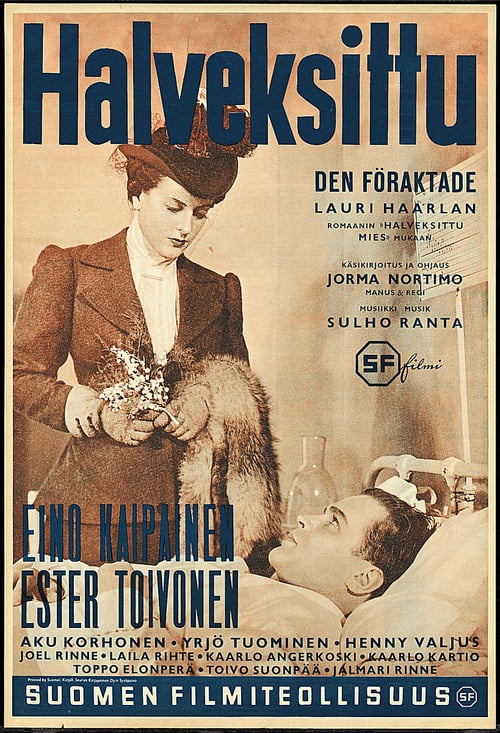 Halveksittu
DEN FÖRAKTADE
LAURI HAARLAN
ROMAANIN »HALVEKSITTU
MIES» MUKAAN
KÄSIKIRJOITUS JA OHJAUS
JORMA NORTIMO
MANUS & REGI
MUSIIKKI, MUSIK
SULHO RANTA
SF filmi
EINO KAIPAINEN
ESTER TOIVONEN
AKU KORHONEN • YRJÖ TUOMINEN • HENNY VALJUS
JOEL RINNE • LAILA RIHTE • KAARLO ANGERKOSKI • KAARLO KARTIO
TOPPO ELONPERÄ • TOIVO SUONPÄÄ • JALMARI RINNE
SUOMEN FILMITEOLLISUUS SF